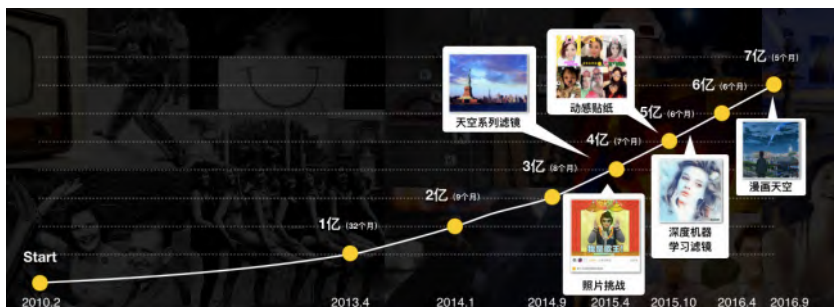 7亿 (5个月)
6亿 (6个月)
动感贴纸
5亿 (6个月)
天空系列滤镜
4亿 (7个月)
3亿 (8个月)
漫画天空
2亿 (9个月)
1亿 (32个月)
深度机器
学习滤镜
Start
照片挑战
2010.2
2013.4
2014.1
2014.9
2015.4
2015.10
2016.4
2016.9